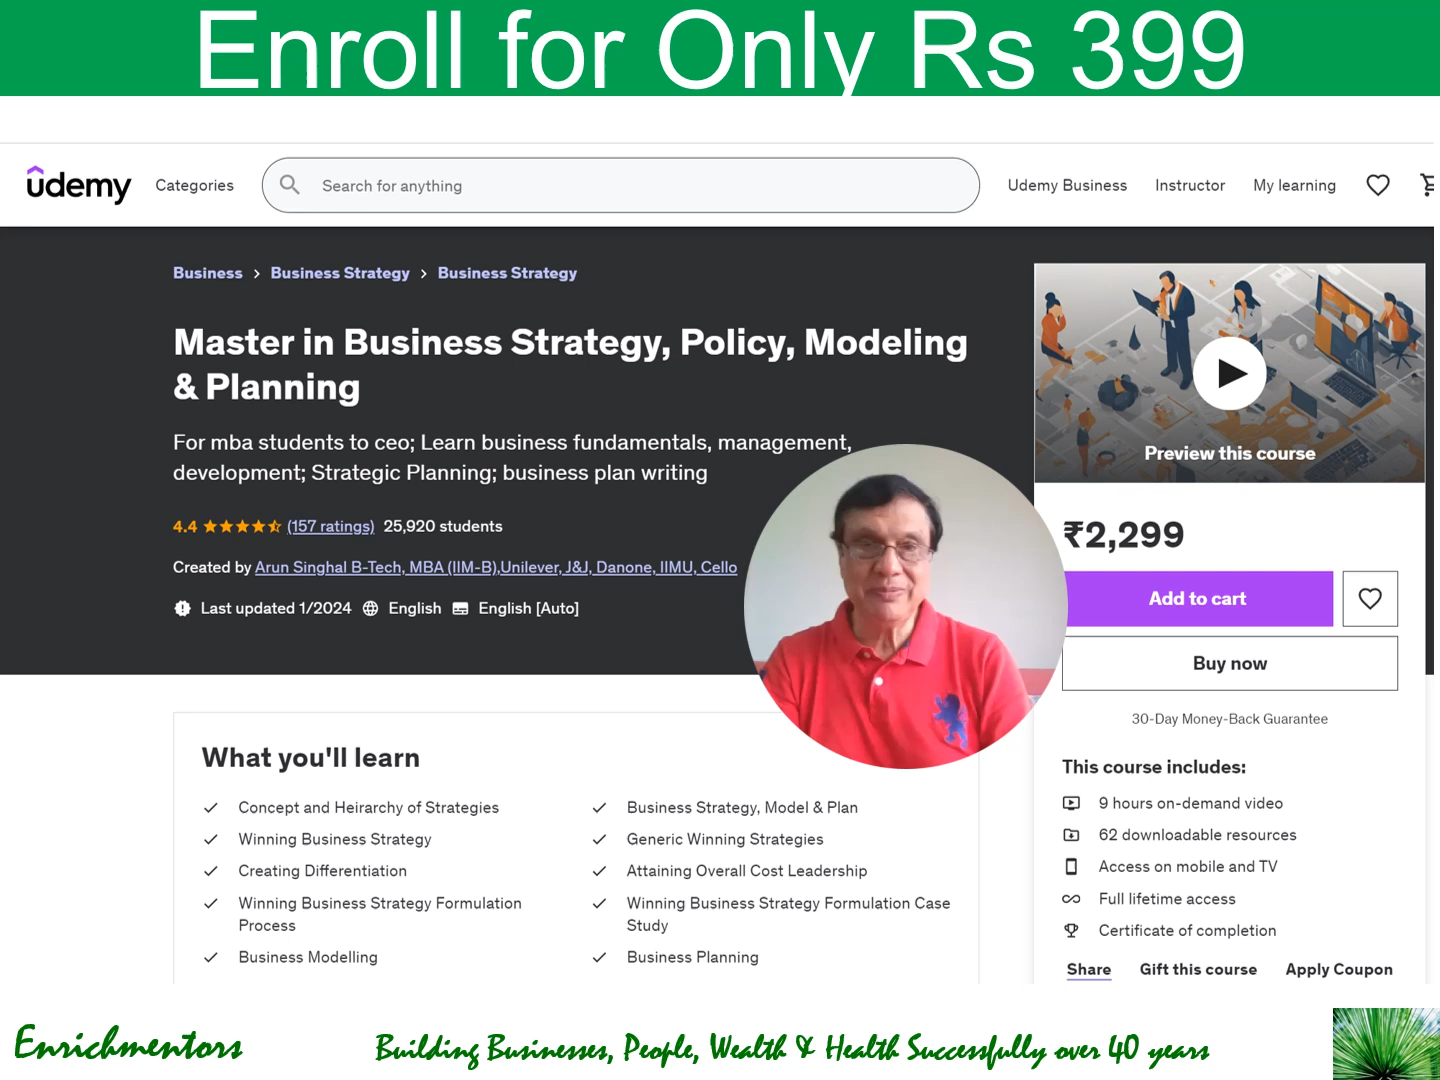 Enroll for Only Rs 399
udemy Categories Search for anything Udemy Business Instructor My learning
Business > Business Strategy > Business Strategy
Master in Business Strategy, Policy, Modeling
& Planning
For mba students to ceo; Learn business fundamentals, management,
development; Strategic Planning; business plan writing
4.4 (157 ratings) 25,920 students
Created by Arun Singhal B-Tech, MBA (IIM-B),Unilever, J&J, Danone, IIMU, Cello
Last updated 1/2024 English English [Auto]
Preview this course
₹2,299
Add to cart
Buy now
30-Day Money-Back Guarantee
This course includes:
9 hours on-demand video
62 downloadable resources
Access on mobile and TV
Full lifetime access
Certificate of completion
Share Gift this course Apply Coupon
What you'll learn
Concept and Heirarchy of Strategies
Winning Business Strategy
Creating Differentiation
Winning Business Strategy Formulation
Process
Business Modelling
Business Strategy, Model & Plan
Generic Winning Strategies
Attaining Overall Cost Leadership
Winning Business Strategy Formulation Case
Study
Business Planning
Enrichmentors Building Businesses, People, Wealth & Health Successfully over 40 years